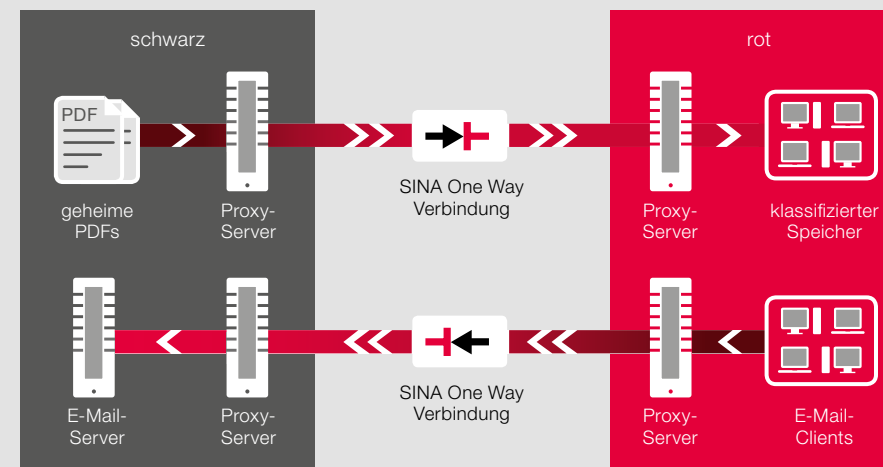 schwarz
rot
PDF
geheime
PDFs
Proxy-
Server
SINA One Way
Verbindung
Proxy-
Server
klassifizierter
Speicher
E-Mail-
Server
Proxy-
Server
SINA One Way
Verbindung
Proxy-
Server
E-Mail-
Clients